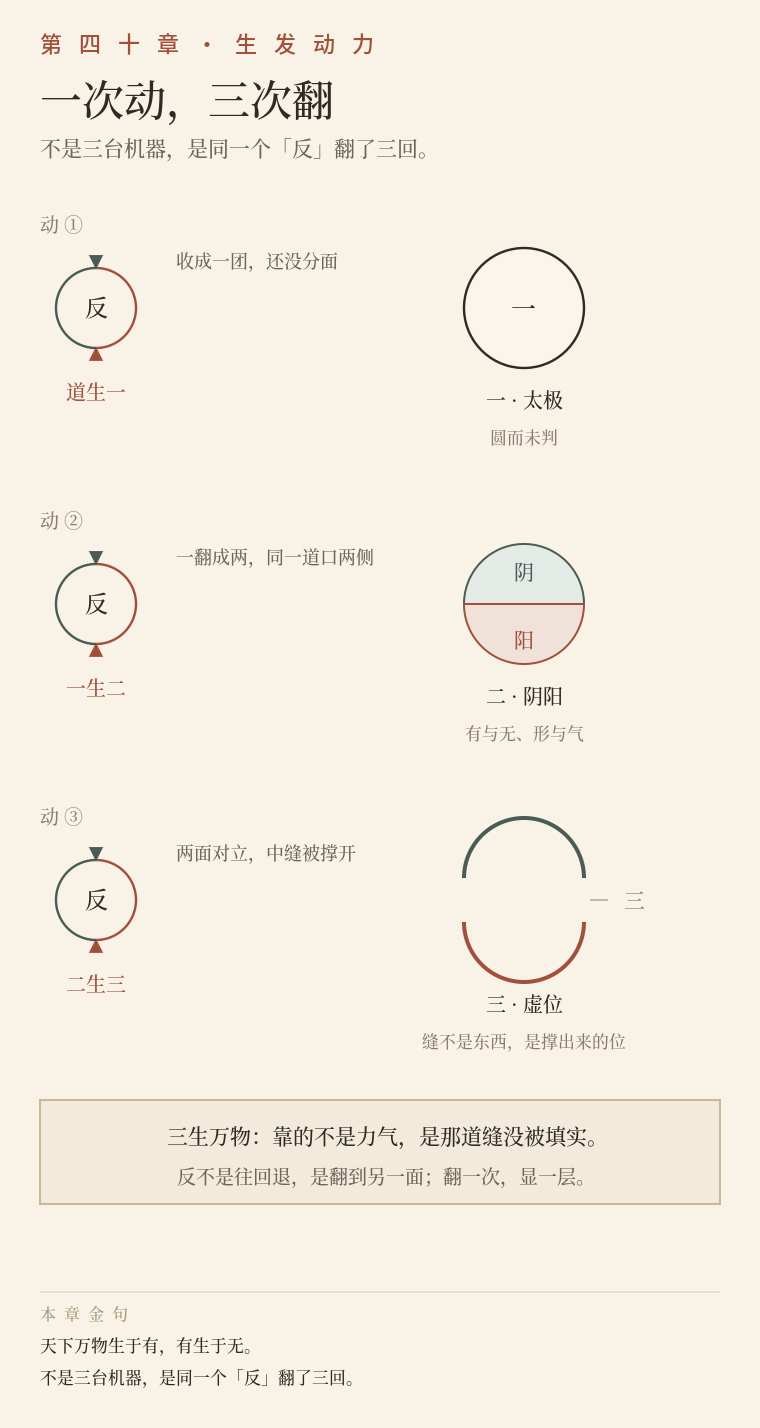 第四十章·生发动力
一次动，三次翻
不是三台机器，是同一个「反」翻了三回。
动 ①
收成一团，还没分面
反
一
道生一
一 · 太极
圆而未判
动 ②
一翻成两，同一道口两侧
反
阴
阳
一生二
二 · 阴阳
有与无、形与气
动 ③
两面对立，中缝被撑开
反
三
二生三
三 · 虚位
缝不是东西，是撑出来的位
三生万物：靠的不是力气，是那道缝没被填实。
反不是往回退，是翻到另一面；翻一次，显一层。
本章金句
天下万物生于有，有生于无。
不是三台机器，是同一个「反」翻了三回。